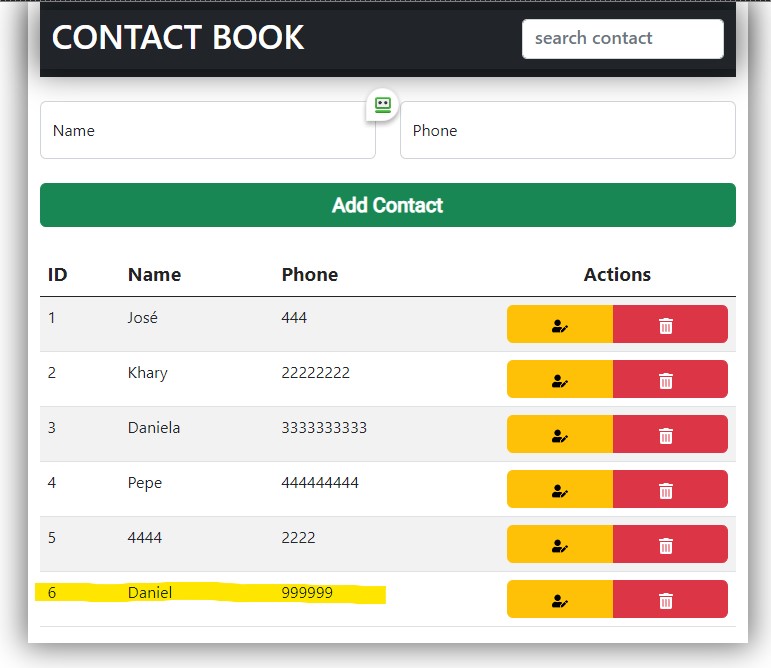 CONTACT BOOK search contact
Name Phone
Add Contact
ID Name Phone Actions
1 José 444
2 Khary 22222222
3 Daniela 3333333333
4 Pepe 444444444
5 4444 2222
6 Daniel 999999